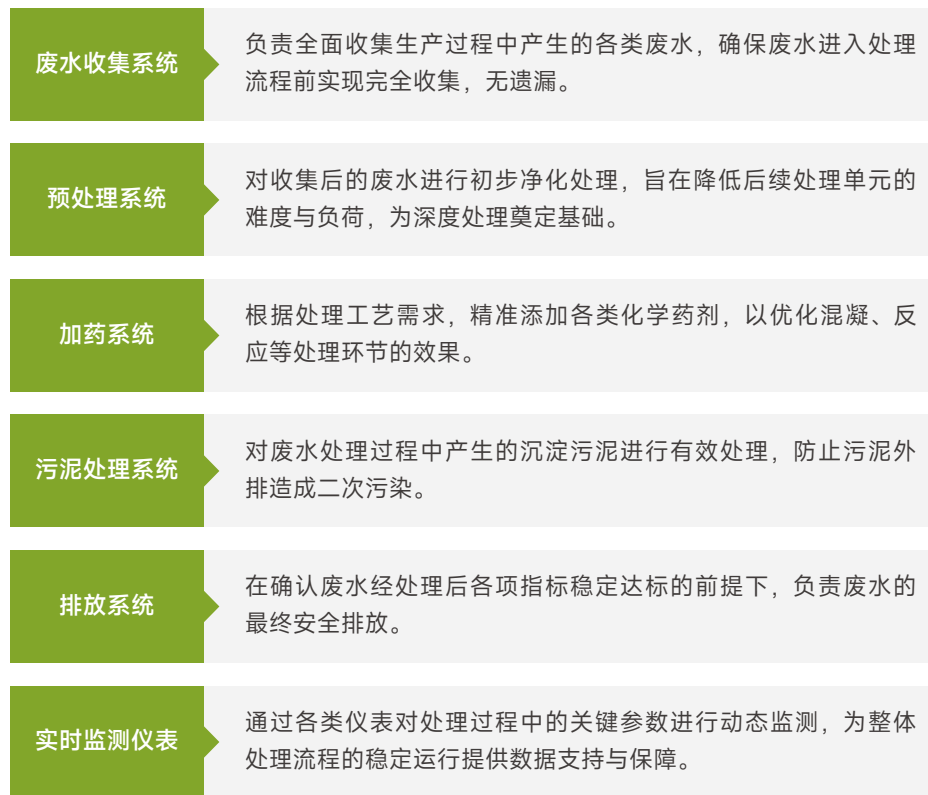 废水收集系统
负责全面收集生产过程中产生的各类废水，确保废水进入处理
流程前实现完全收集，无遗漏。
预处理系统
对收集后的废水进行初步净化处理，旨在降低后续处理单元的
难度与负荷，为深度处理奠定基础。
加药系统
根据处理工艺需求，精准添加各类化学药剂，以优化混凝、反
应等处理环节的效果。
污泥处理系统
对废水处理过程中产生的沉淀污泥进行有效处理，防止污泥外
排造成二次污染。
排放系统
在确认废水经处理后各项指标稳定达标的前提下，负责废水的
最终安全排放。
实时监测仪表
通过各类仪表对处理过程中的关键参数进行动态监测，为整体
处理流程的稳定运行提供数据支持与保障。